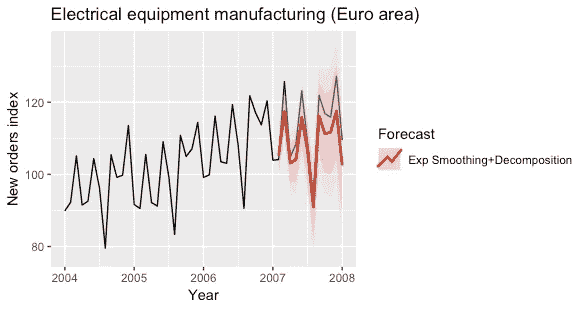 Electrical equipment manufacturing (Euro area)
New orders index
120
100
80
2004
2005
2006
2007
2008
Year
Forecast
Exp Smoothing+Decomposition